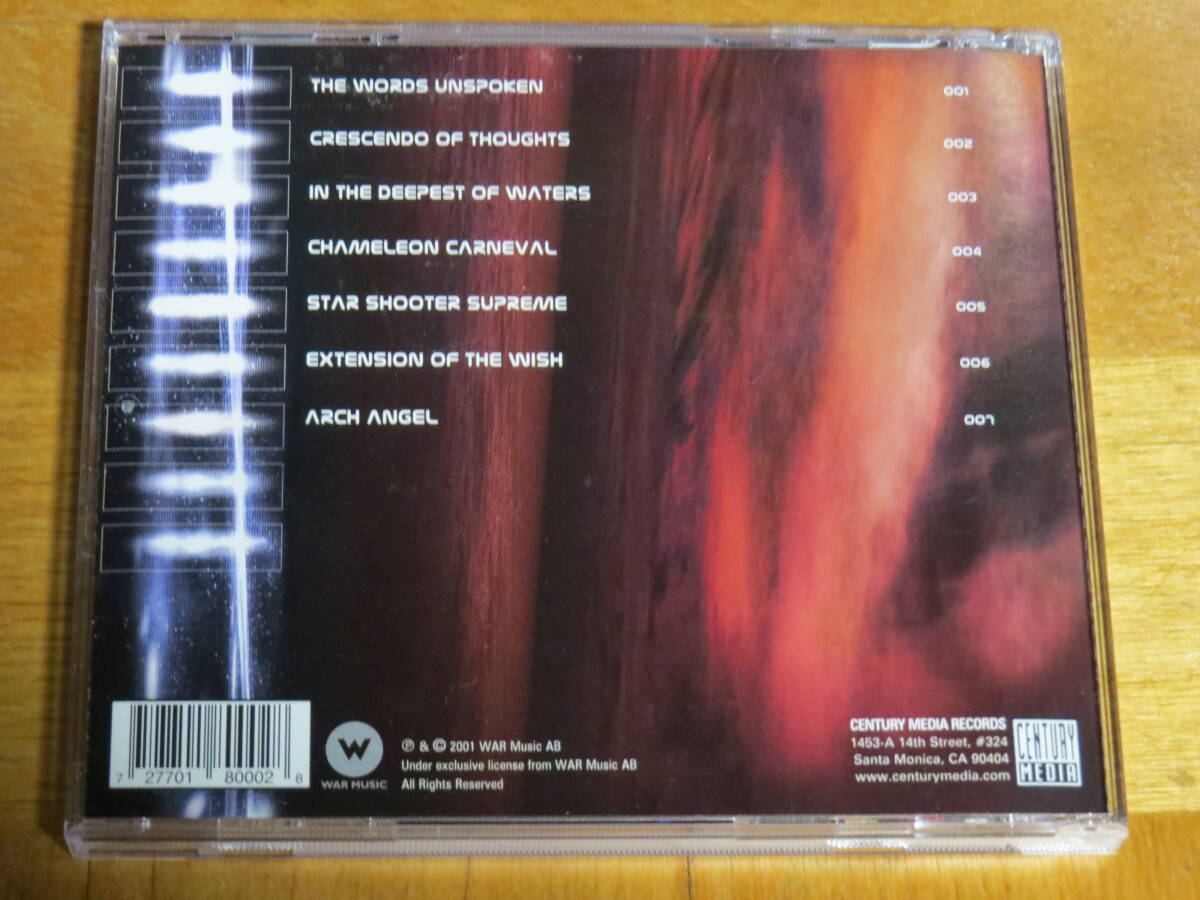 THE WORDS UNSPOKEN 001
CRESCENDO OF THOUGHTS 002
IN THE DEEPEST OF WATERS 003
CHAMELEON CARNEVAL 004
STAR SHOOTER SUPREME 005
EXTENSION OF THE WISH 006
ARCH ANGEL 007
7 27701 80002 8
W
WAR MUSIC
℗ & © 2001 WAR Music AB
Under exclusive license from WAR Music AB
All Rights Reserved
CENTURY MEDIA RECORDS
1453-A 14th Street, #324
Santa Monica, CA 90404
www.centurymedia.com
CENTURY
MEDIA